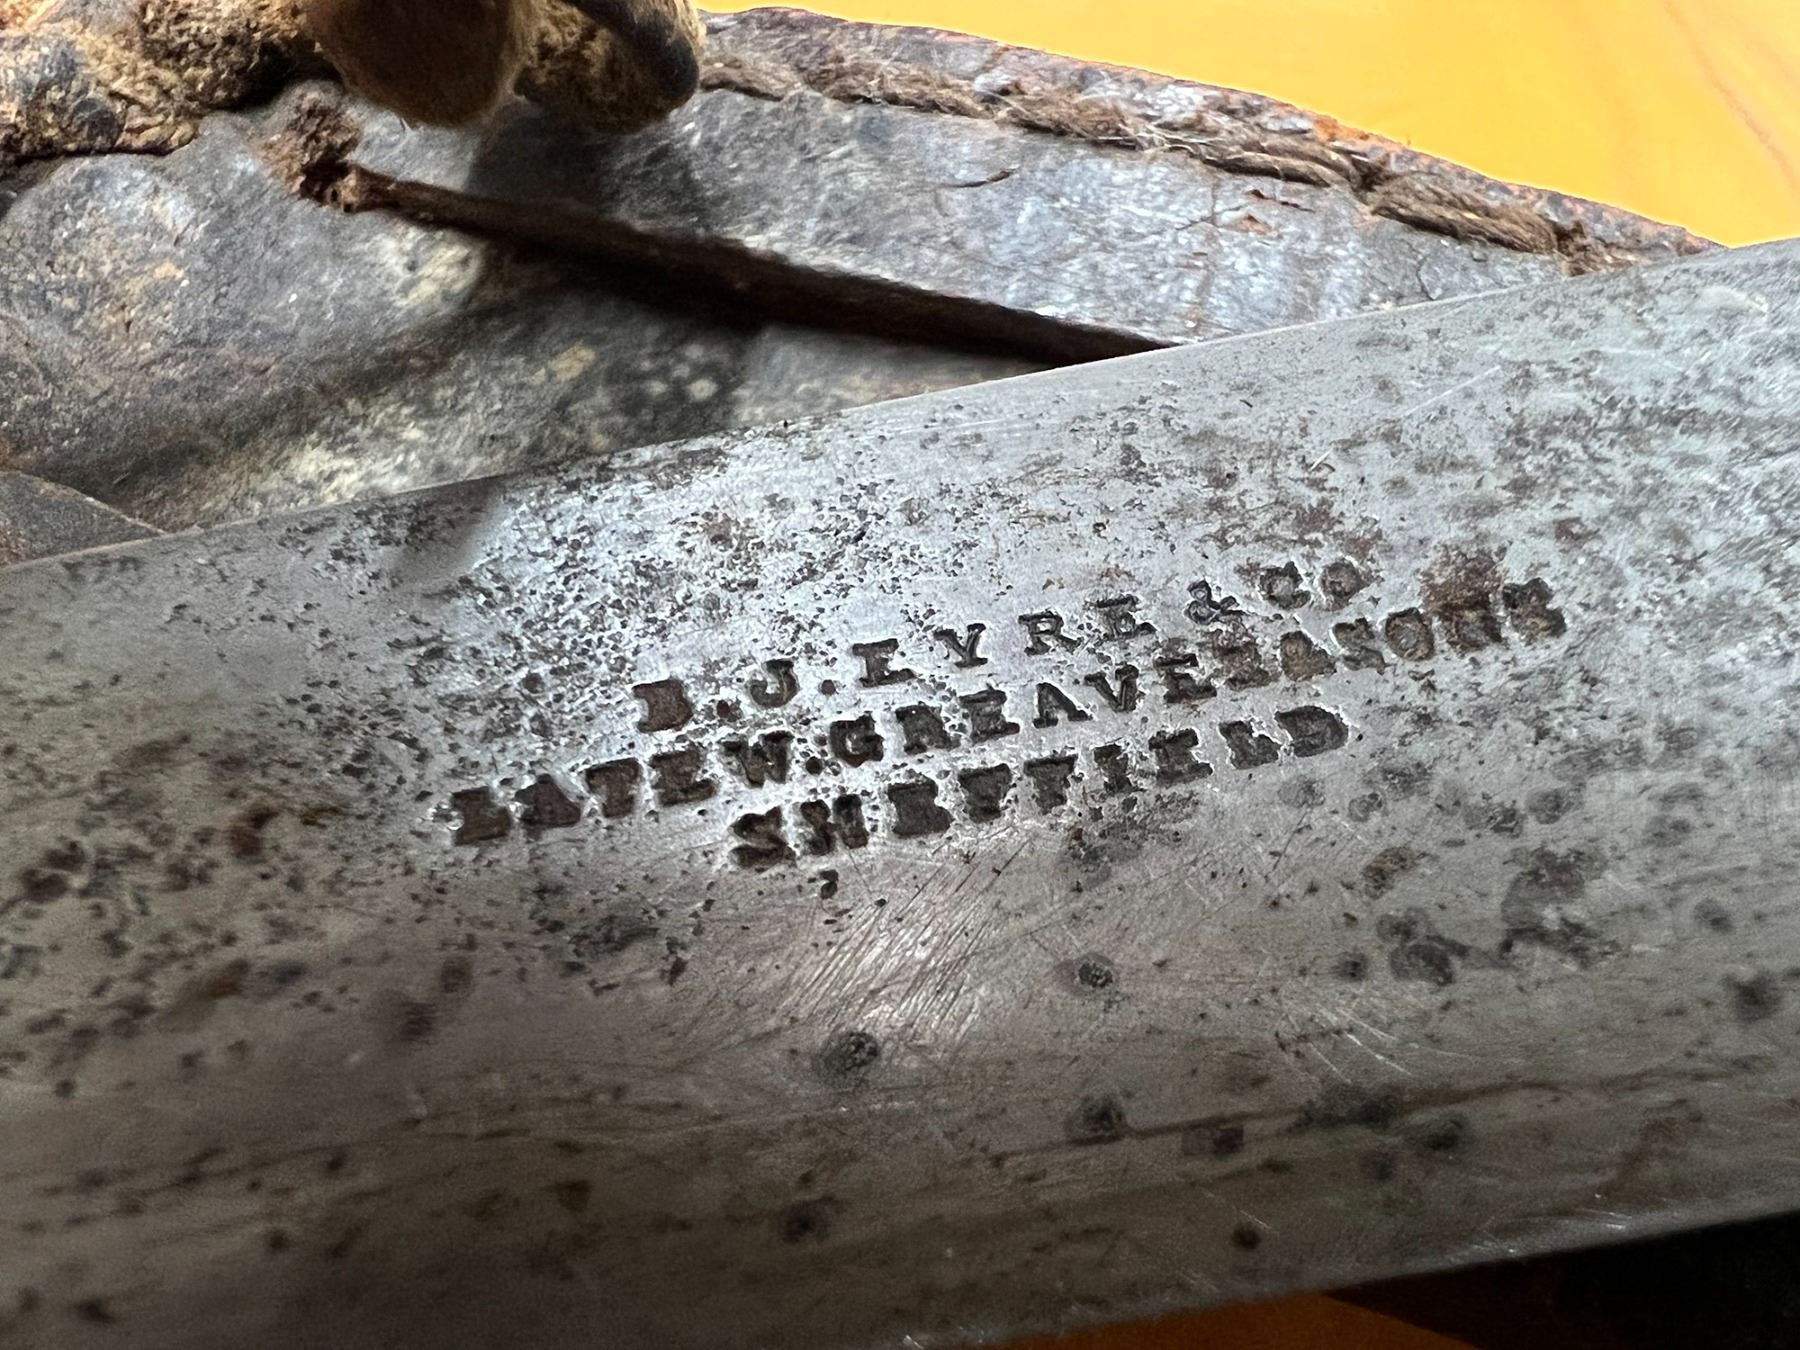 B.J.EYRE & CO
LATE W.GREAVES & SONS
SHEFFIELD